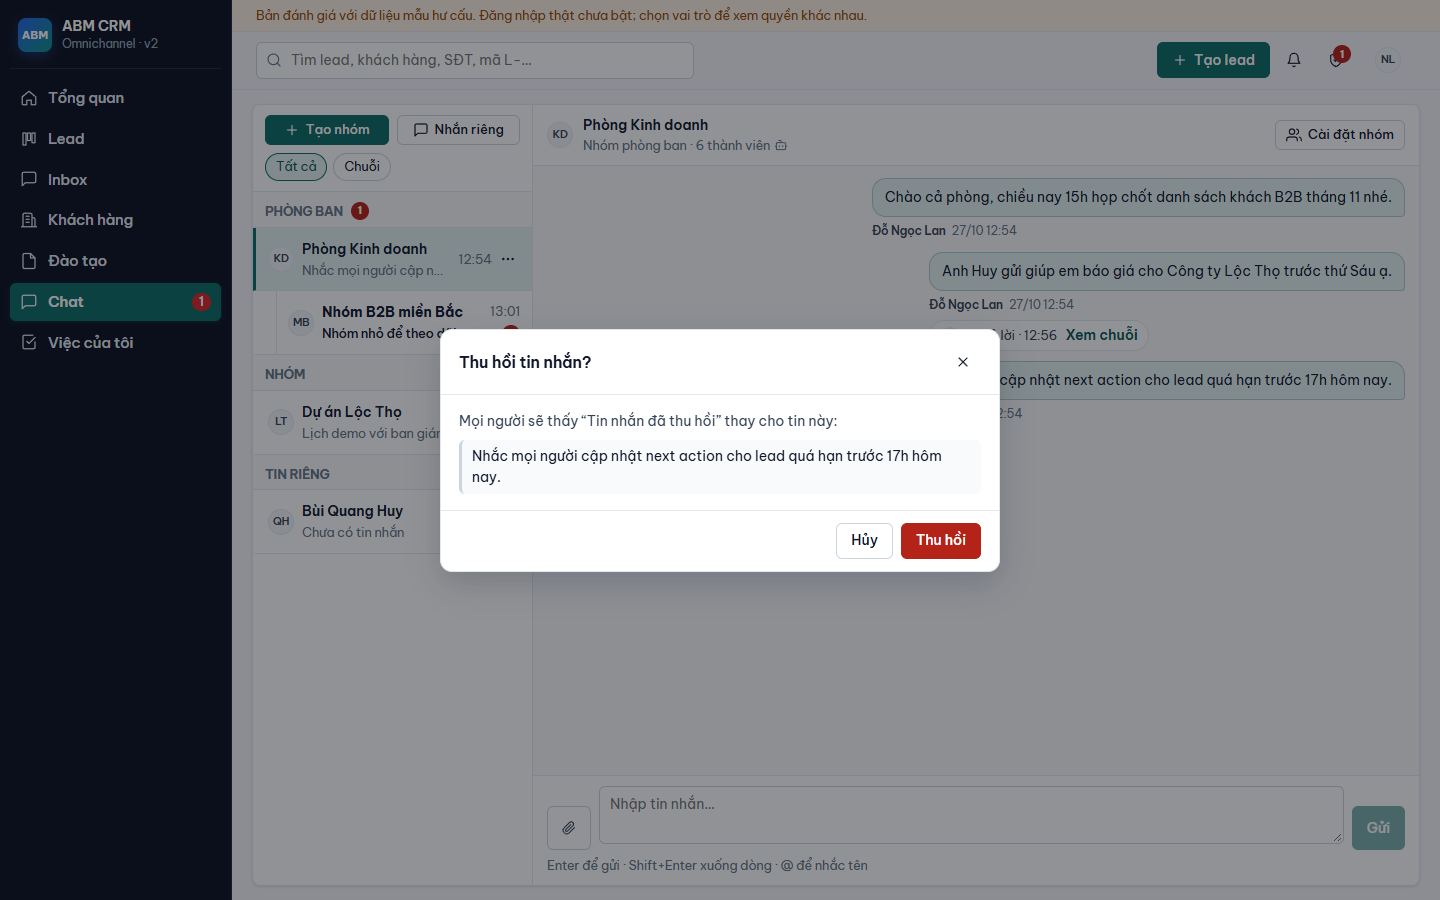 ABM
ABM CRM
Omnichannel · v2
Tổng quan
Lead
Inbox
Khách hàng
Đào tạo
Chat
1
Việc của tôi
Bản đánh giá với dữ liệu mẫu hư cấu. Đăng nhập thật chưa bật; chọn vai trò để xem quyền khác nhau.
Tìm lead, khách hàng, SĐT, mã L-...
Tạo lead
1
NL
Tạo nhóm
Nhắn riêng
Tất cả
Chuỗi
PHÒNG BAN
1
KD
Phòng Kinh doanh
12:54
Nhắc mọi người cập n...
MB
Nhóm B2B miền Bắc
13:01
Nhóm nhỏ để theo
NHÓM
LT
Dự án Lộc Thọ
Lịch demo với ban
TIN RIÊNG
QH
Bùi Quang Huy
Chưa có tin nhắn
KD
Phòng Kinh doanh
Nhóm phòng ban · 6 thành viên
Cài đặt nhóm
Chào cả phòng, chiều nay 15h họp chốt danh sách khách B2B tháng 11 nhé.
Đỗ Ngọc Lan 27/10 12:54
Anh Huy gửi giúp em báo giá cho Công ty Lộc Thọ trước thứ Sáu ạ.
Đỗ Ngọc Lan 27/10 12:54
lời · 12:56 Xem chuỗi
cập nhật next action cho lead quá hạn trước 17h hôm nay.
2:54
Thu hồi tin nhắn?
Mọi người sẽ thấy “Tin nhắn đã thu hồi” thay cho tin này:
Nhắc mọi người cập nhật next action cho lead quá hạn trước 17h hôm
nay.
Hủy
Thu hồi
Nhập tin nhắn...
Gửi
Enter để gửi · Shift+Enter xuống dòng · @ để nhắc tên